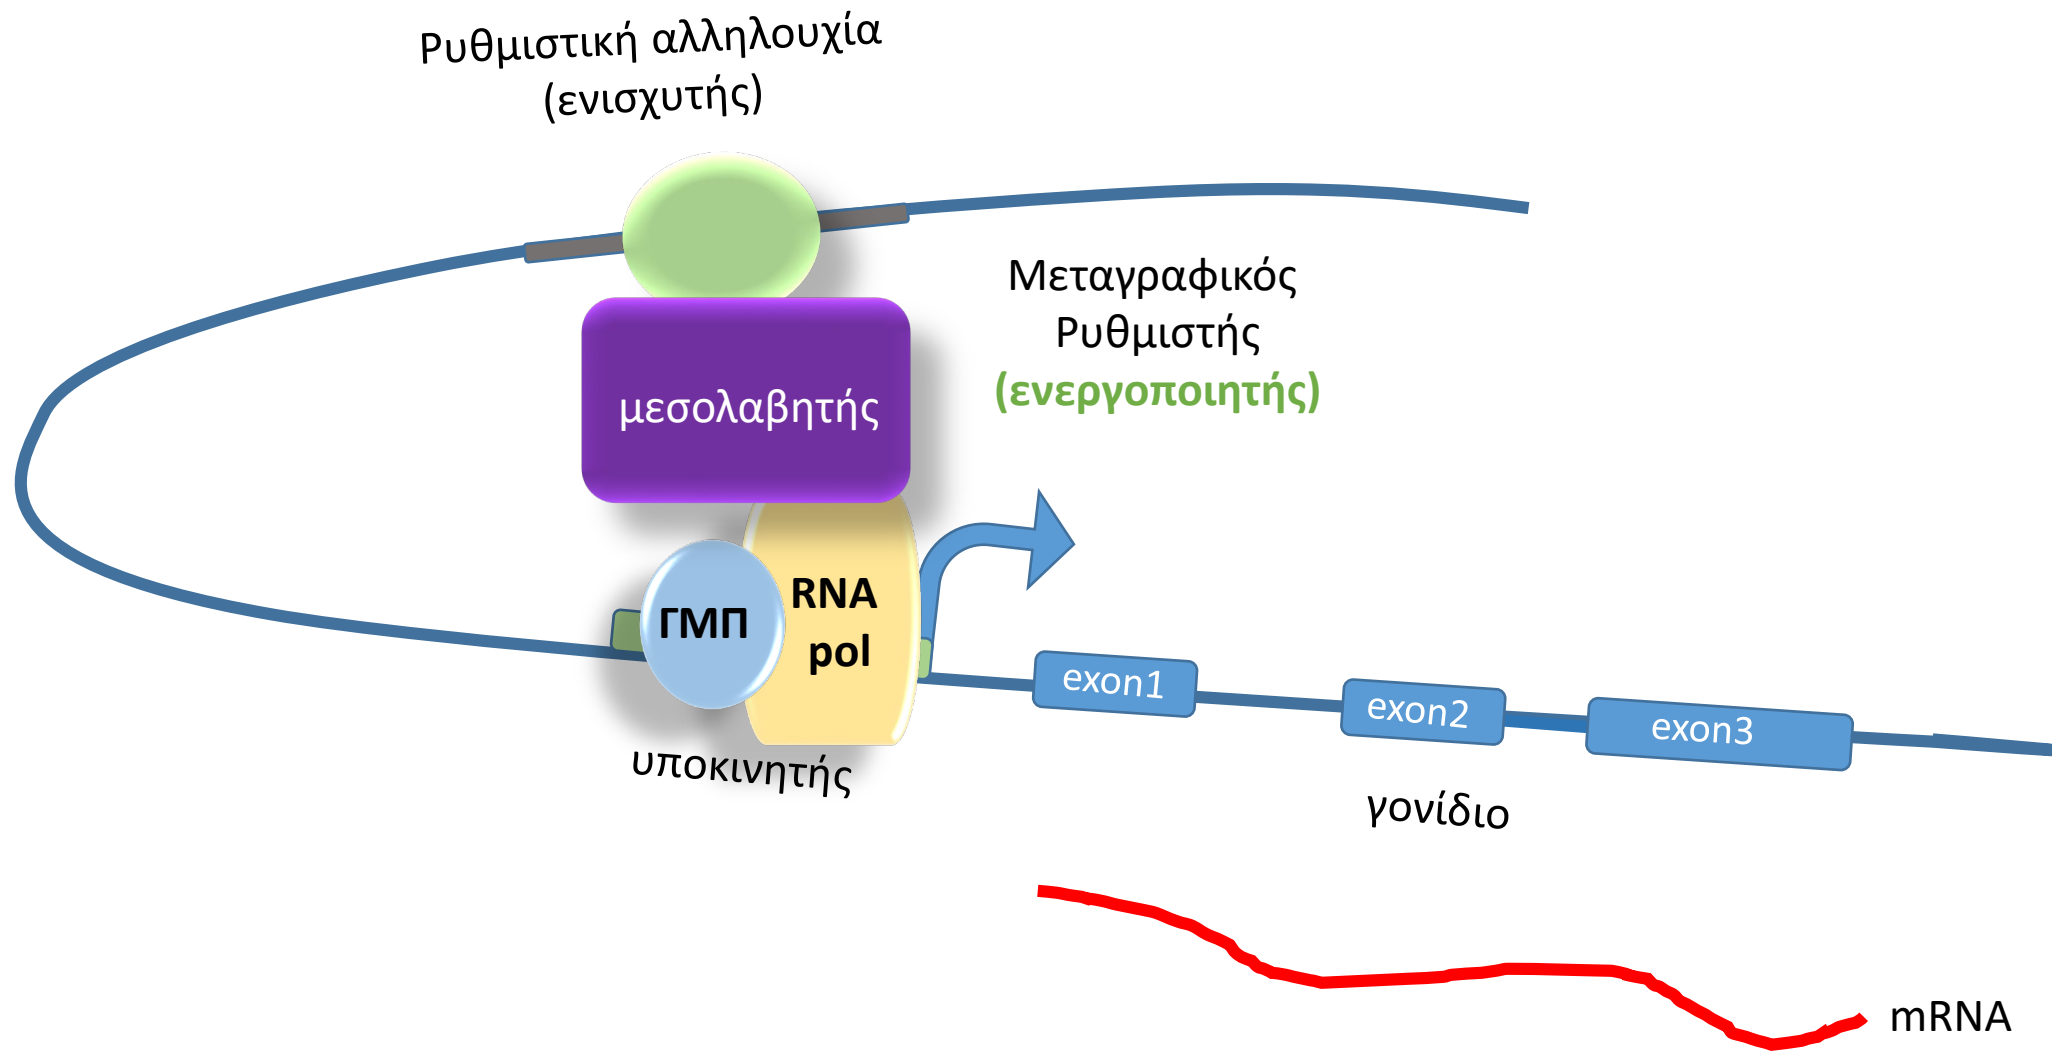 Ρυθμιστική αλληλουχία
(ενισχυτής)
Μεταγραφικός
Ρυθμιστής
(ενεργοποιητής)
μεσολαβητής
ΓΜΠ
RNA
pol
exon1
exon2
exon3
υποκινητής
γονίδιο
mRNA